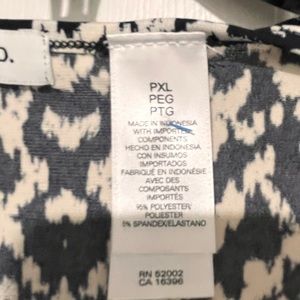 D.
PXL
PEG
PTG
MADE IN INDONESIA
WITH IMPORTED
COMPONENTS
HECHO EN INDONESIA
CON INSUMOS
IMPORTADOS
FABRIQUÉ EN INDONÉSIE
AVEC DES COMPOSANTS
IMPORTÉS
95% POLYESTER/
POLIESTER
5% SPANDEX/ELASTANO
RN 52002
CA 16396